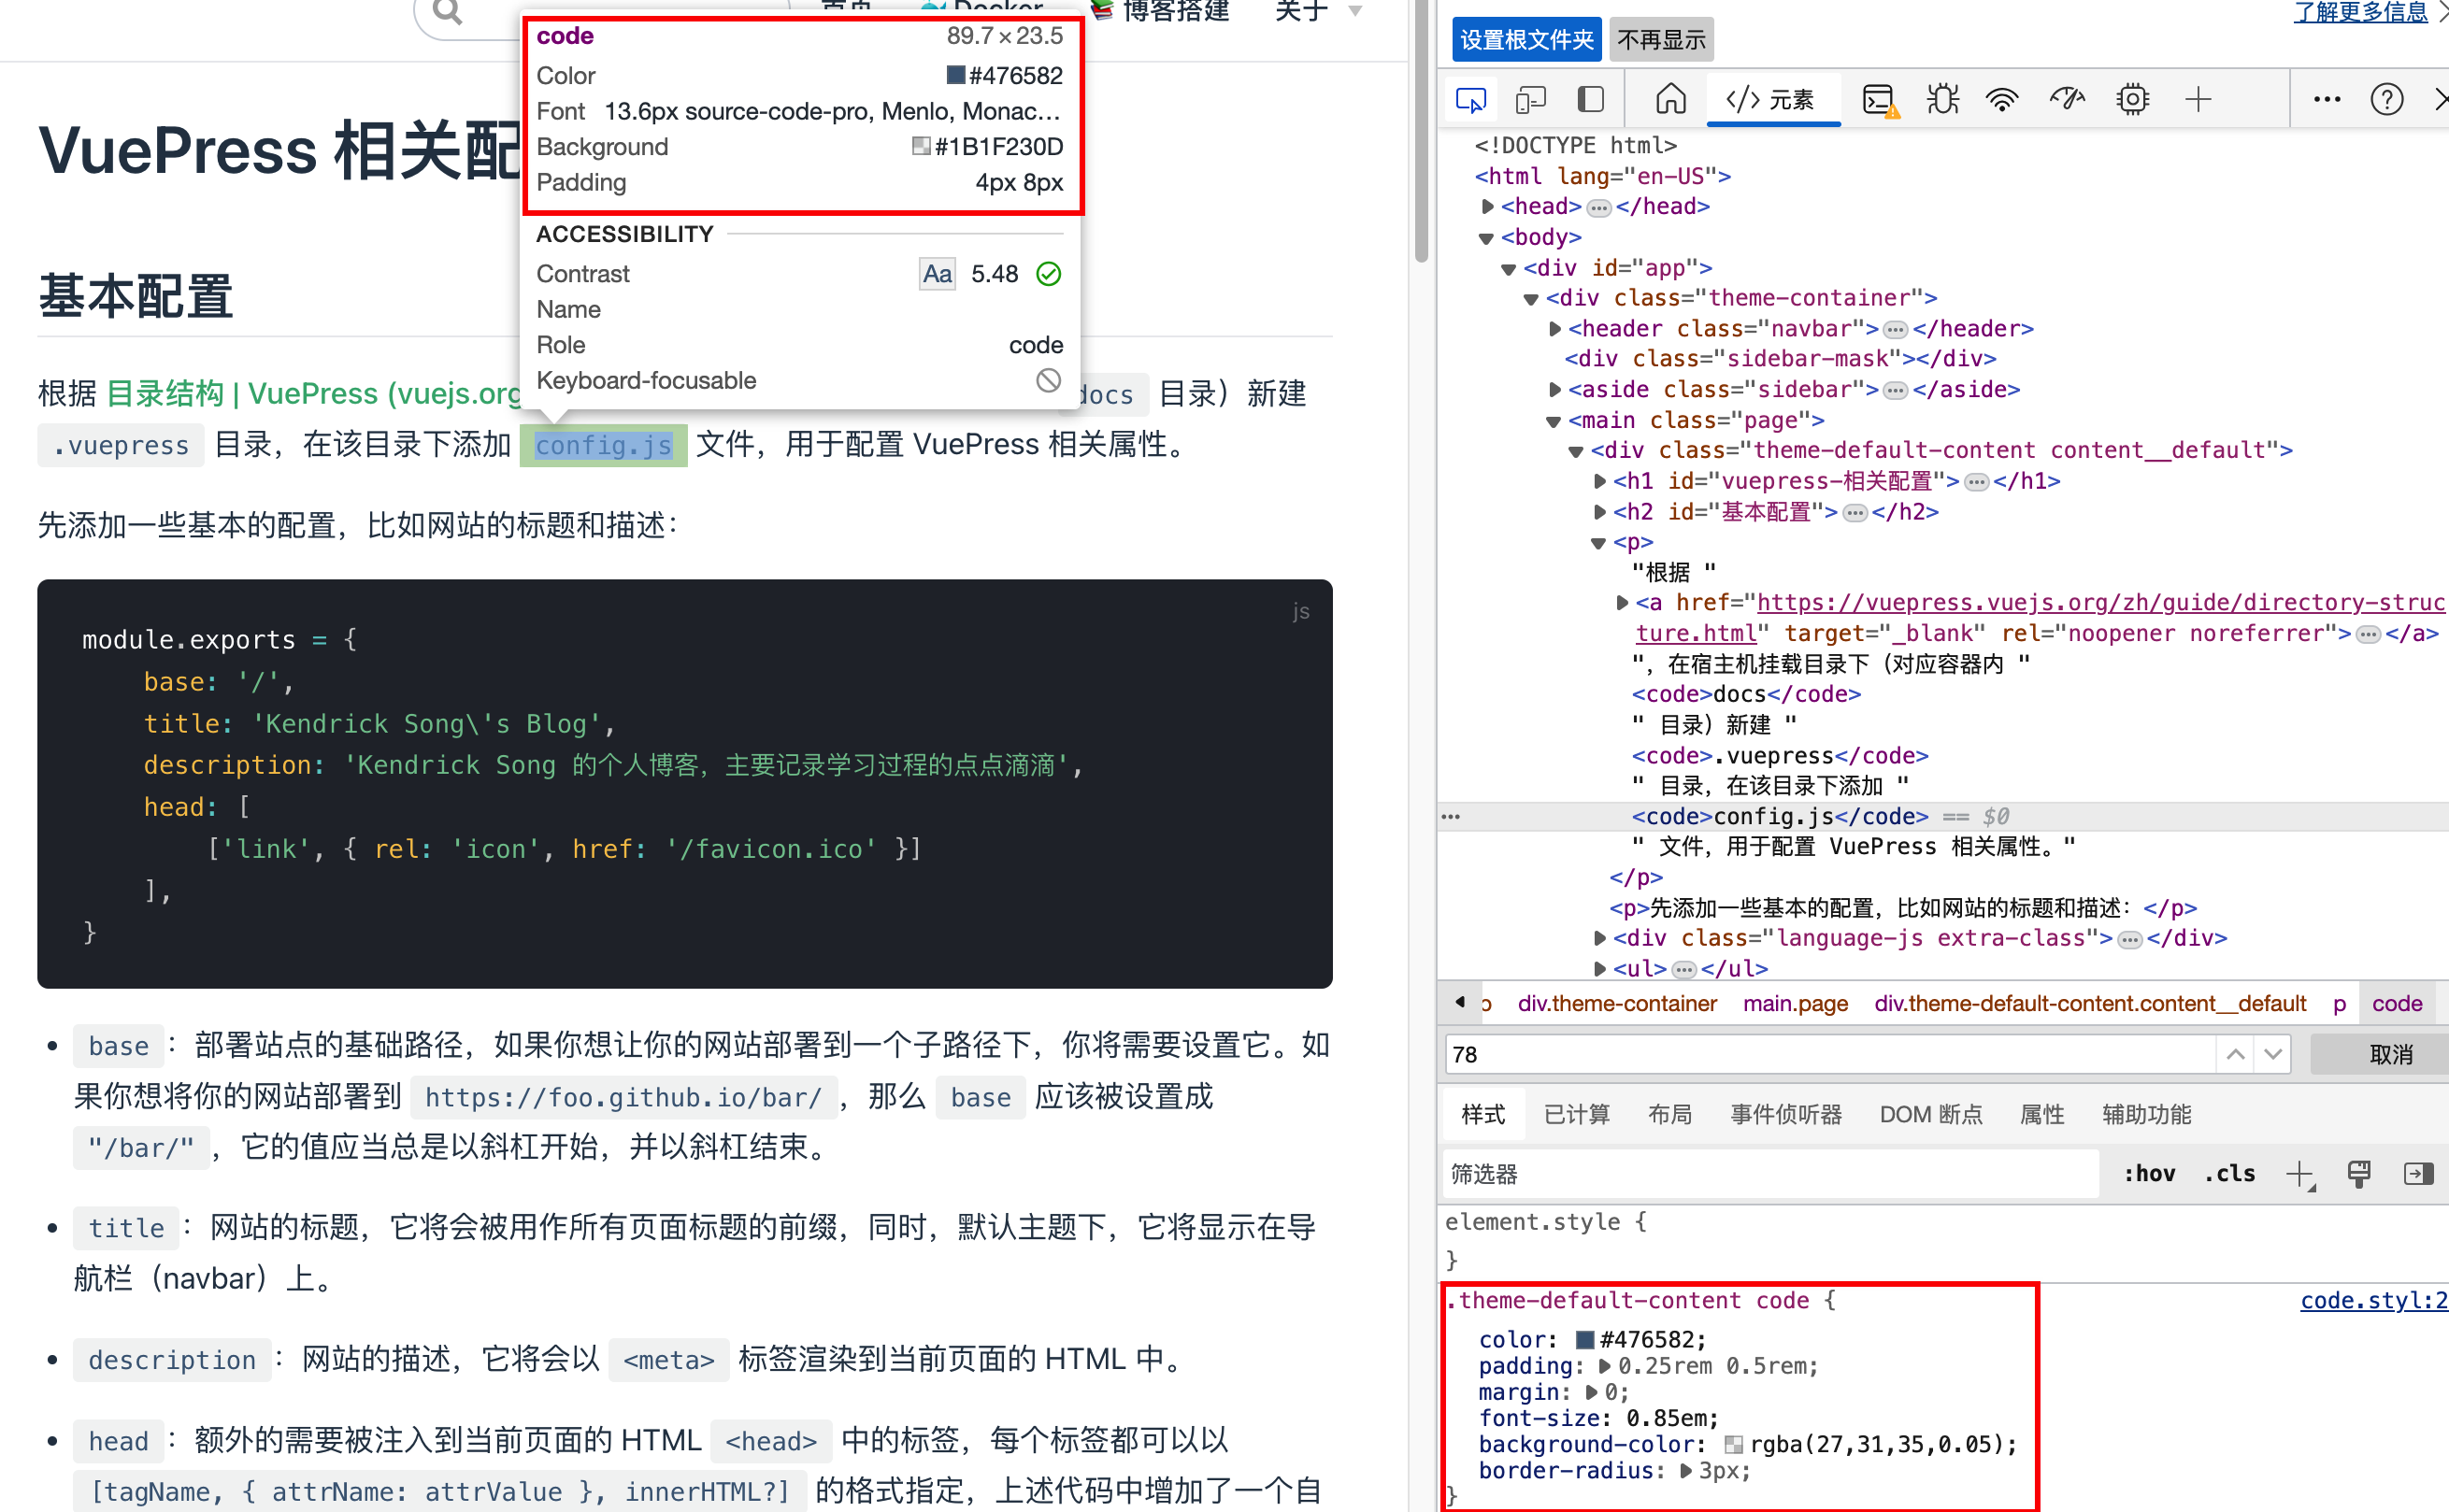 博客搭建
关于
code 89.7×23.5
Color #476582
Font 13.6px source-code-pro, Menlo, Monac…
Background #1B1F230D
Padding 4px 8px
ACCESSIBILITY
Contrast Aa 5.48
Name
Role code
Keyboard-focusable
VuePress 相关配
基本配置
根据 目录结构 | VuePress (vuejs.org docs 目录）新建
.vuepress 目录，在该目录下添加 config.js 文件，用于配置 VuePress 相关属性。
先添加一些基本的配置，比如网站的标题和描述：
js
module.exports = {
base: '/',
title: 'Kendrick Song\'s Blog',
description: 'Kendrick Song 的个人博客，主要记录学习过程的点点滴滴',
head: [
['link', { rel: 'icon', href: '/favicon.ico' }]
],
}
• base ：部署站点的基础路径，如果你想让你的网站部署到一个子路径下，你将需要设置它。如
果你想将你的网站部署到 https://foo.github.io/bar/ ，那么 base 应该被设置成
"/bar/" ，它的值应当总是以斜杠开始，并以斜杠结束。
• title ：网站的标题，它将会被用作所有页面标题的前缀，同时，默认主题下，它将显示在导
航栏（navbar）上。
• description ：网站的描述，它将会以 <meta> 标签渲染到当前页面的 HTML 中。
• head ：额外的需要被注入到当前页面的 HTML <head> 中的标签，每个标签都可以以
[tagName, { attrName: attrValue }, innerHTML?] 的格式指定，上述代码中增加了一个自
了解更多信息
设置根文件夹 不再显示
</> 元素
<!DOCTYPE html>
<html lang="en-US">
<head>…</head>
<body>
<div id="app">
<div class="theme-container">
<header class="navbar">…</header>
<div class="sidebar-mask"></div>
<aside class="sidebar">…</aside>
<main class="page">
<div class="theme-default-content content__default">
<h1 id="vuepress-相关配置">…</h1>
<h2 id="基本配置">…</h2>
<p>
"根据 "
<a href="https://vuepress.vuejs.org/zh/guide/directory-struc
ture.html" target="_blank" rel="noopener noreferrer">…</a>
"，在宿主机挂载目录下（对应容器内 "
<code>docs</code>
" 目录）新建 "
<code>.vuepress</code>
" 目录，在该目录下添加 "
… <code>config.js</code> == $0
" 文件，用于配置 VuePress 相关属性。"
</p>
<p>先添加一些基本的配置，比如网站的标题和描述：</p>
<div class="language-js extra-class">…</div>
<ul>…</ul>
div.theme-container main.page div.theme-default-content.content__default p code
78 取消
样式 已计算 布局 事件侦听器 DOM 断点 属性 辅助功能
筛选器 :hov .cls
element.style {
}
.theme-default-content code { code.styl:2
color: #476582;
padding: 0.25rem 0.5rem;
margin: 0;
font-size: 0.85em;
background-color: rgba(27,31,35,0.05);
border-radius: 3px;
}